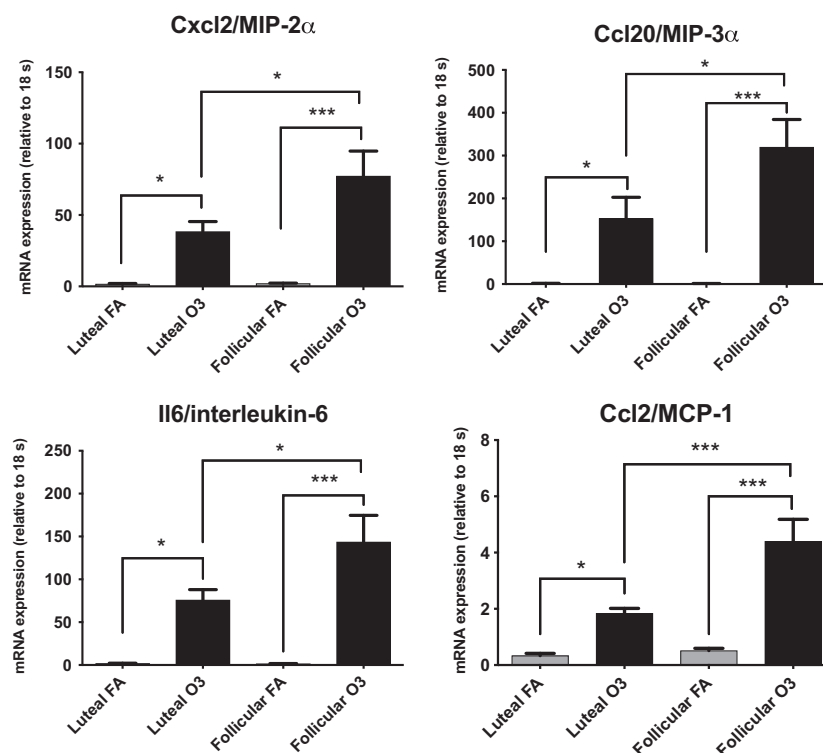 Cxcl2/MIP-2α
mRNA expression (relative to 18 s)
150
100
50
0
*
*
***
Luteal FA
Luteal O3
Follicular FA
Follicular O3
Ccl20/MIP-3α
mRNA expression (relative to 18 s)
500
400
300
200
100
0
*
*
***
Luteal FA
Luteal O3
Follicular FA
Follicular O3
Il6/interleukin-6
mRNA expression (relative to 18 s)
250
200
150
100
50
0
*
*
***
Luteal FA
Luteal O3
Follicular FA
Follicular O3
Ccl2/MCP-1
mRNA expression (relative to 18 s)
8
6
4
2
0
***
*
***
Luteal FA
Luteal O3
Follicular FA
Follicular O3